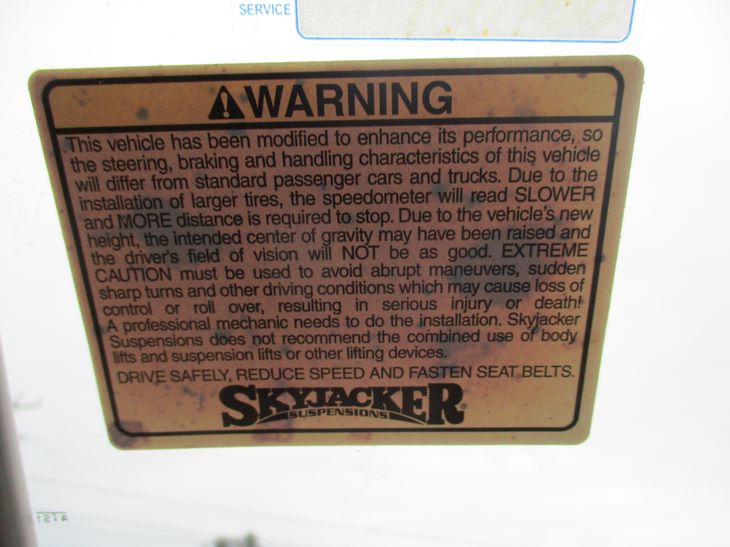 SERVICE
WARNING
This vehicle has been modified to enhance its performance, so
the steering, braking and handling characteristics of this vehicle
will differ from standard passenger cars and trucks. Due to the
installation of larger tires, the speedometer will read SLOWER
and MORE distance is required to stop. Due to the vehicle's new
height, the intended center of gravity may have been raised and
the driver's field of vision will NOT be as good. EXTREME
CAUTION must be used to avoid abrupt maneuvers, sudden
sharp turns and other driving conditions which may cause loss of
control or roll over, resulting in serious injury or death!
A professional mechanic needs to do the installation. Skyjacker
Suspensions does not recommend the combined use of body
lifts and suspension lifts or other lifting devices.
DRIVE SAFELY, REDUCE SPEED AND FASTEN SEAT BELTS.
SKYJACKER®
SUSPENSIONS